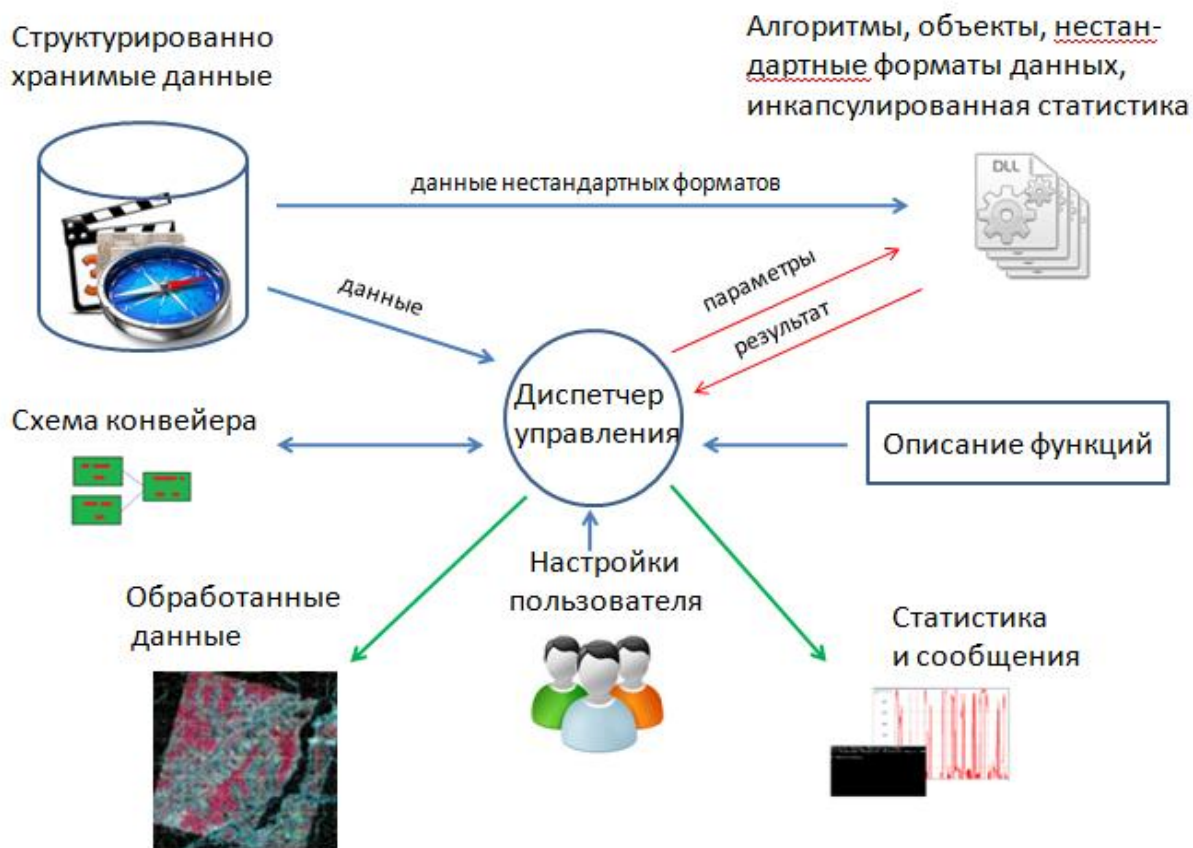 Структурированно
хранимые данные
Алгоритмы, объекты, нестан-
дартные форматы данных,
инкапсулированная статистика
DLL
данные нестандартных форматов
данные
параметры
результат
Диспетчер
управления
Схема конвейера
Описание функций
Настройки
пользователя
Обработанные
данные
Статистика
и сообщения